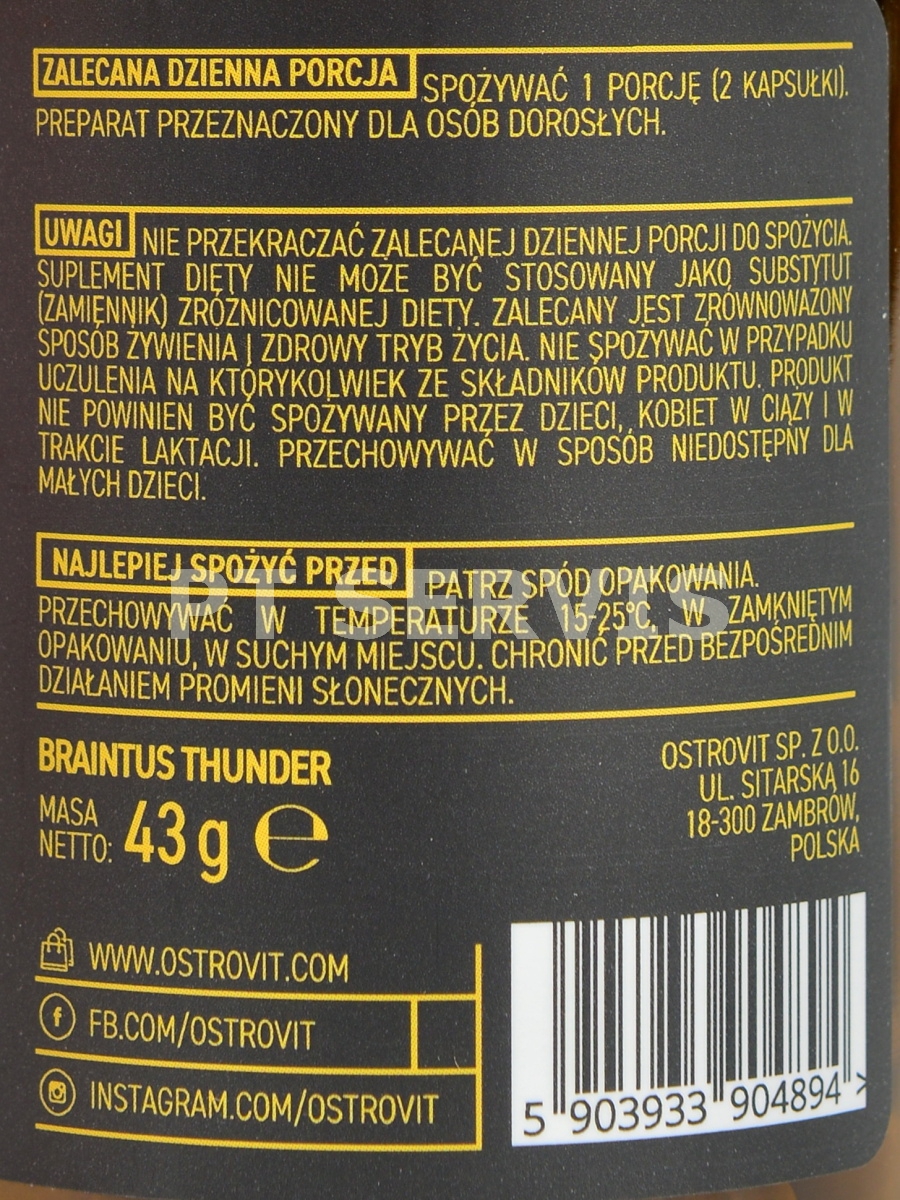 ZALECANA DZIENNA PORCJA SPOŻYWAĆ 1 PORCJĘ (2 KAPSUŁKI).
PREPARAT PRZEZNACZONY DLA OSÓB DOROSŁYCH.
UWAGI NIE PRZEKRACZAĆ ZALECANEJ DZIENNEJ PORCJI DO SPOŻYCIA.
SUPLEMENT DIETY NIE MOŻE BYĆ STOSOWANY JAKO SUBSTYTUT
(ZAMIENNIK) ZRÓŻNICOWANEJ DIETY. ZALECANY JEST ZRÓWNOWAŻONY
SPOSÓB ŻYWIENIA I ZDROWY TRYB ŻYCIA. NIE SPOŻYWAĆ W PRZYPADKU
UCZULENIA NA KTÓRYKOLWIEK ZE SKŁADNIKÓW PRODUKTU. PRODUKT
NIE POWINIEN BYĆ SPOŻYWANY PRZEZ DZIECI, KOBIET W CIĄŻY I W
TRAKCIE LAKTACJI. PRZECHOWYWAĆ W SPOSÓB NIEDOSTĘPNY DLA
MAŁYCH DZIECI.
NAJLEPIEJ SPOŻYĆ PRZED PATRZ SPÓD OPAKOWANIA.
PRZECHOWYWAĆ W TEMPERATURZE 15-25°C, W ZAMKNIĘTYM
OPAKOWANIU, W SUCHYM MIEJSCU. CHRONIĆ PRZED BEZPOŚREDNIM
DZIAŁANIEM PROMIENI SŁONECZNYCH.
PT SERVIS
BRAINTUS THUNDER
MASA
NETTO: 43 g ℮
OSTROVIT SP. Z O.O.
UL. SITARSKA 16
18-300 ZAMBRÓW,
POLSKA
WWW.OSTROVIT.COM
FB.COM/OSTROVIT
INSTAGRAM.COM/OSTROVIT
5 903933 904894 >